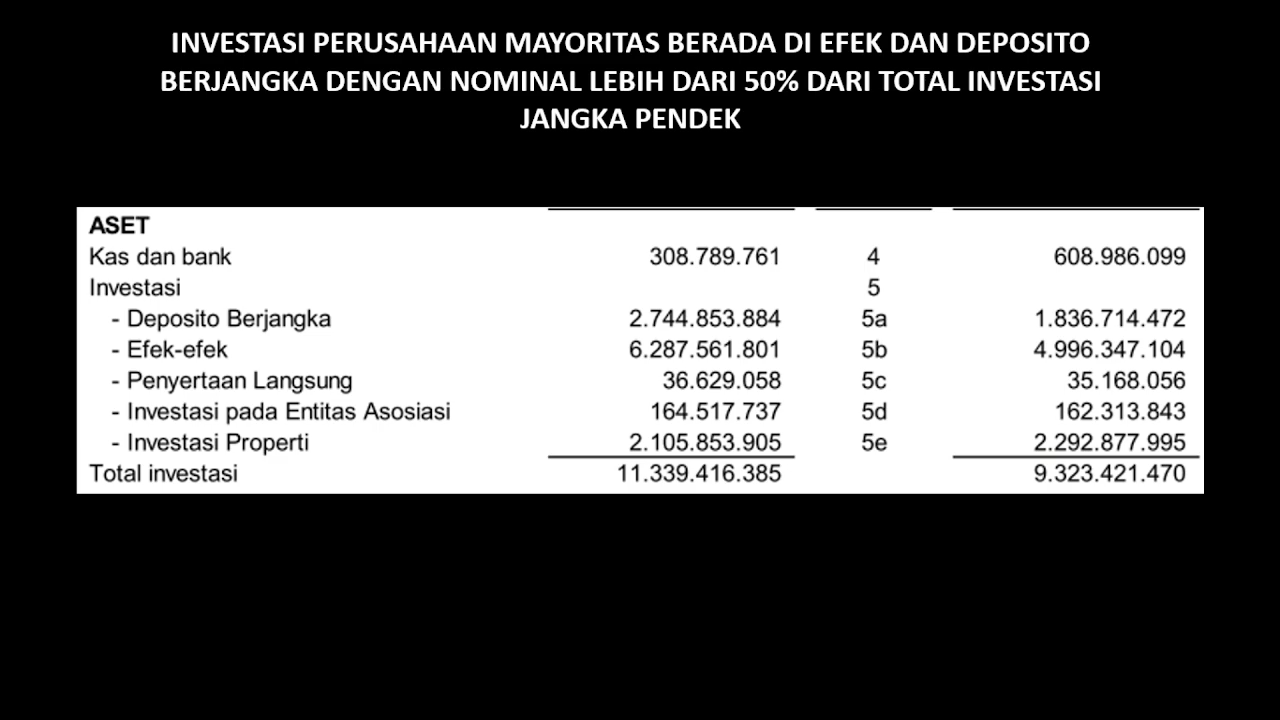 INVESTASI PERUSAHAAN MAYORITAS BERADA DI EFEK DAN DEPOSITO
BERJANGKA DENGAN NOMINAL LEBIH DARI 50% DARI TOTAL INVESTASI
JANGKA PENDEK
ASET
Kas dan bank 308.789.761 4 608.986.099
Investasi 5
- Deposito Berjangka 2.744.853.884 5a 1.836.714.472
- Efek-efek 6.287.561.801 5b 4.996.347.104
- Penyertaan Langsung 36.629.058 5c 35.168.056
- Investasi pada Entitas Asosiasi 164.517.737 5d 162.313.843
- Investasi Properti 2.105.853.905 5e 2.292.877.995
Total investasi 11.339.416.385 9.323.421.470